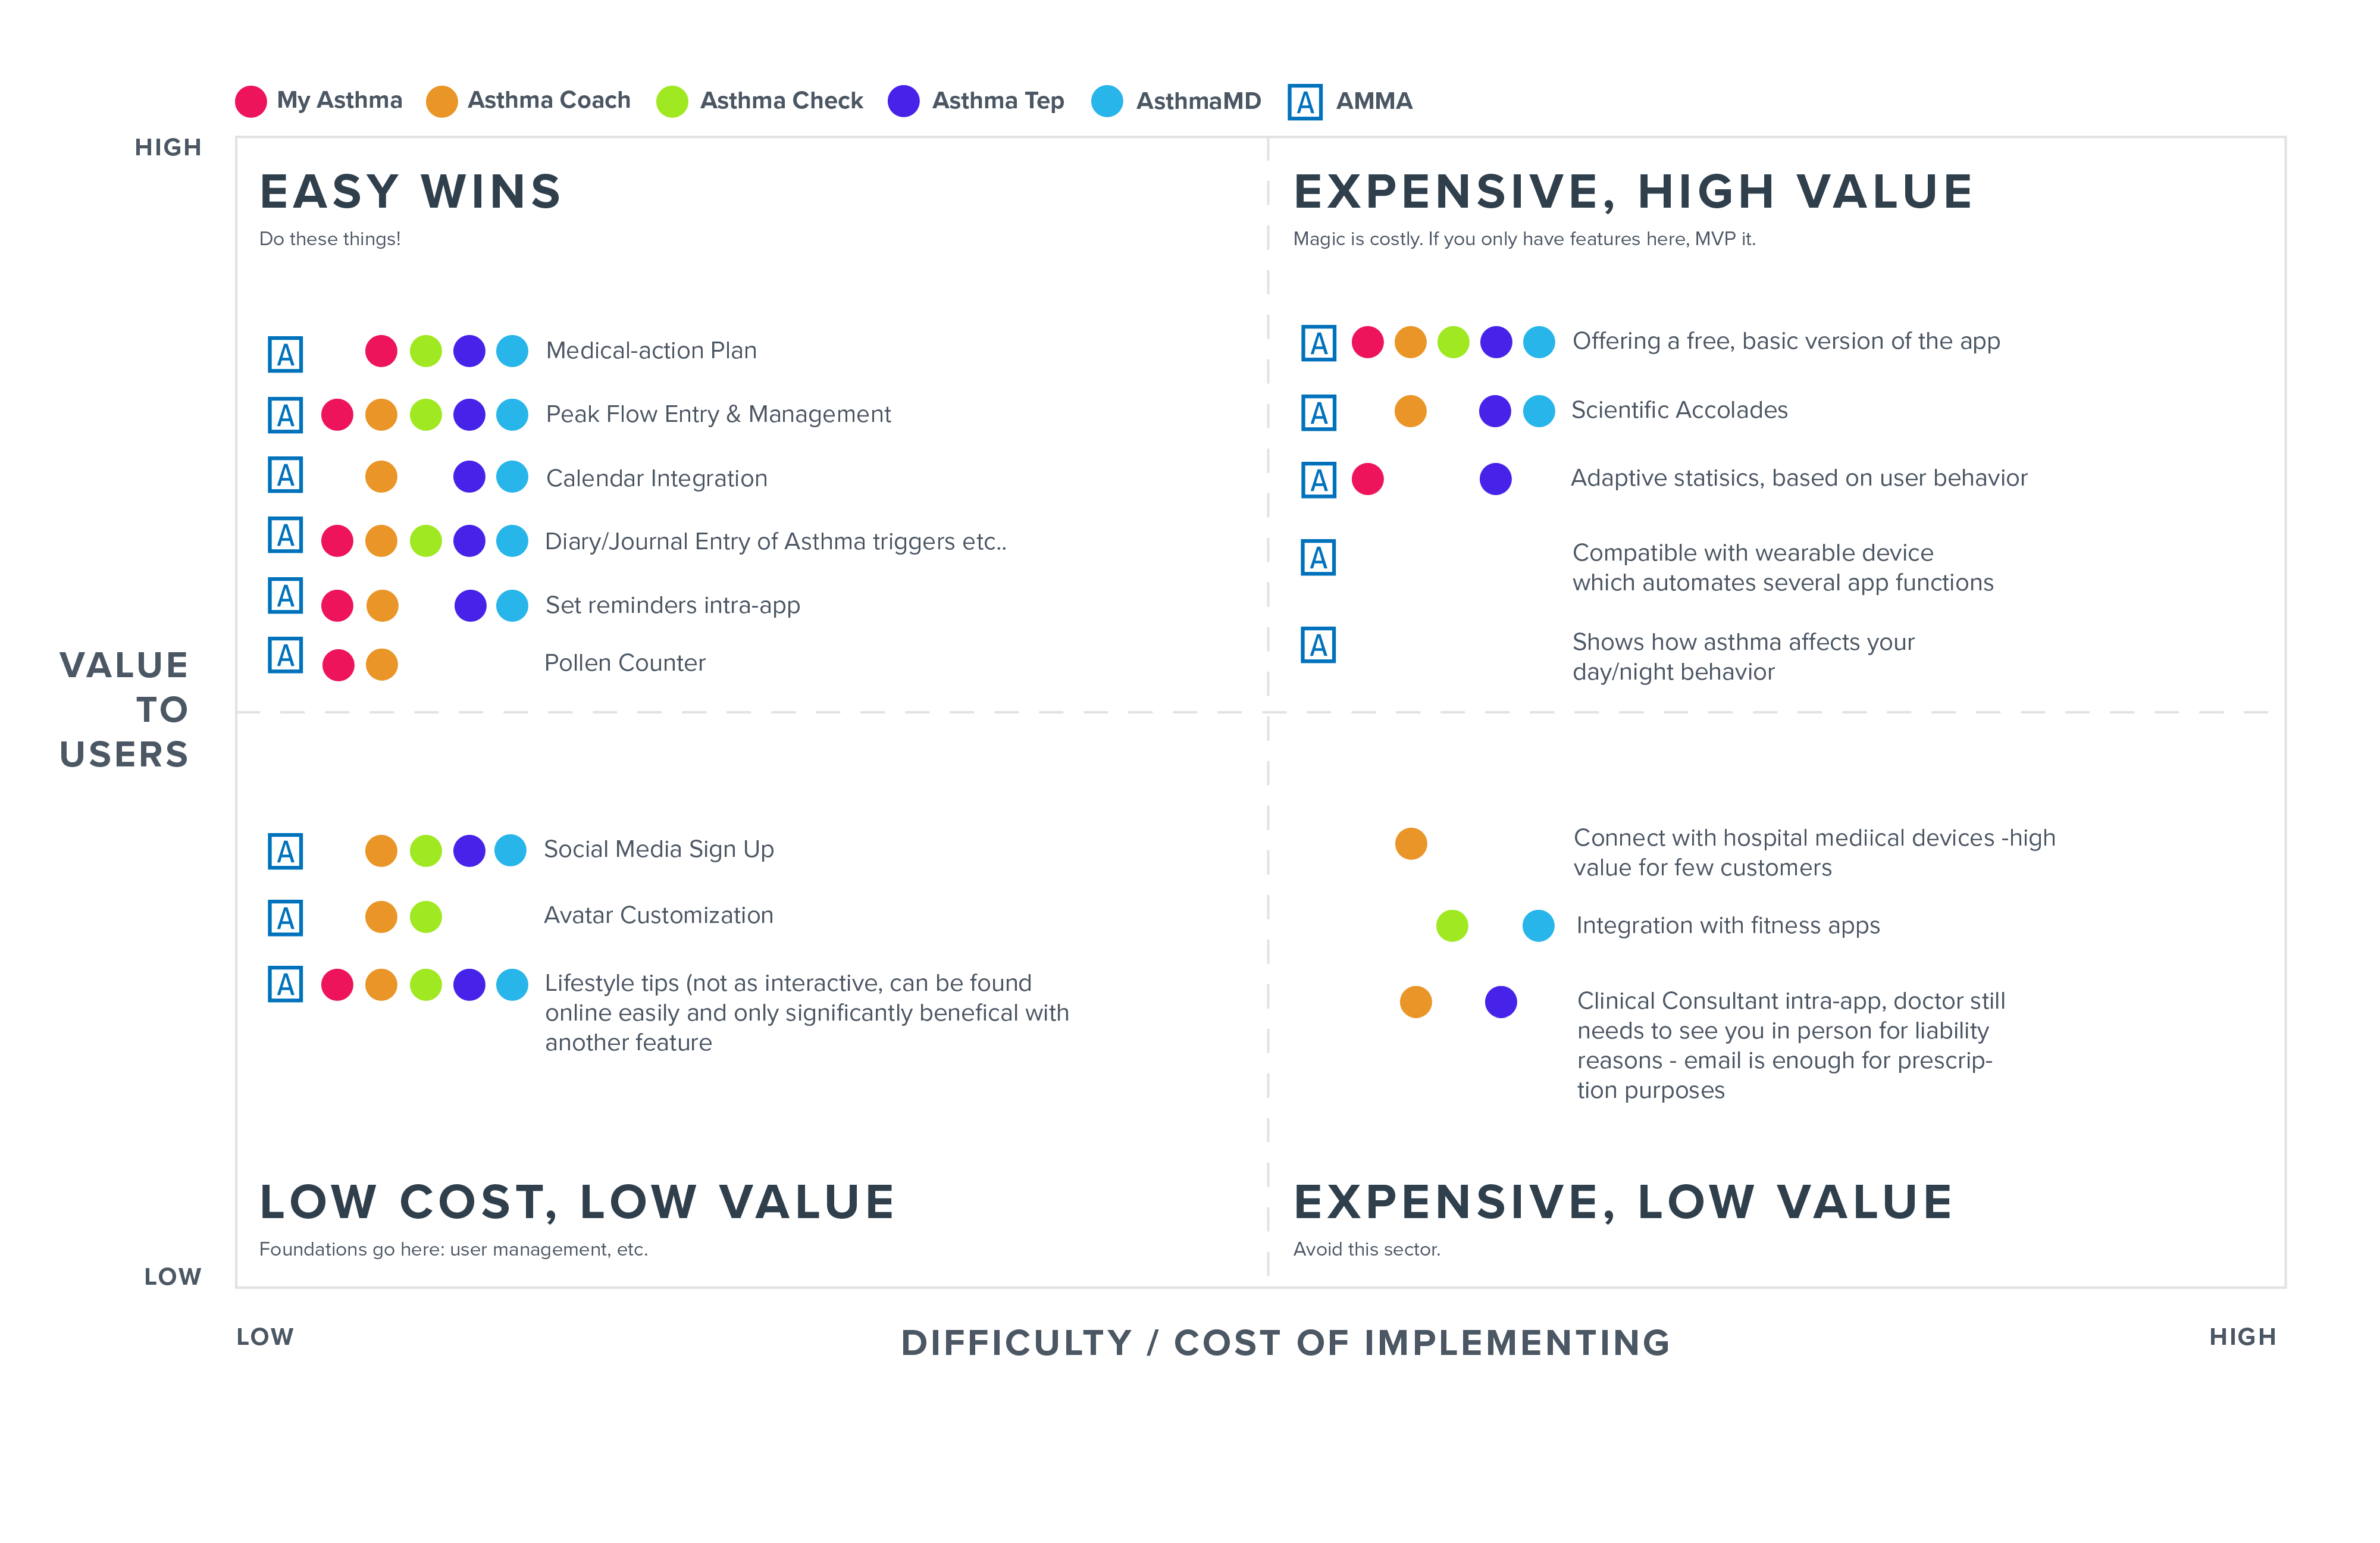 My Asthma Asthma Coach Asthma Check Asthma Tep AsthmaMD A AMMA
HIGH
EASY WINS
Do these things!
A Medical-action Plan
A Peak Flow Entry & Management
A Calendar Integration
A Diary/Journal Entry of Asthma triggers etc..
A Set reminders intra-app
A Pollen Counter
EXPENSIVE, HIGH VALUE
Magic is costly. If you only have features here, MVP it.
A Offering a free, basic version of the app
A Scientific Accolades
A Adaptive statisics, based on user behavior
A Compatible with wearable device
which automates several app functions
A Shows how asthma affects your
day/night behavior
VALUE
TO
USERS
A Social Media Sign Up
A Avatar Customization
A Lifestyle tips (not as interactive, can be found
online easily and only significantly benefical with
another feature
LOW COST, LOW VALUE
Foundations go here: user management, etc.
Connect with hospital mediical devices -high
value for few customers
Integration with fitness apps
Clinical Consultant intra-app, doctor still
needs to see you in person for liability
reasons - email is enough for prescrip-
tion purposes
EXPENSIVE, LOW VALUE
Avoid this sector.
LOW
LOW
DIFFICULTY / COST OF IMPLEMENTING
HIGH